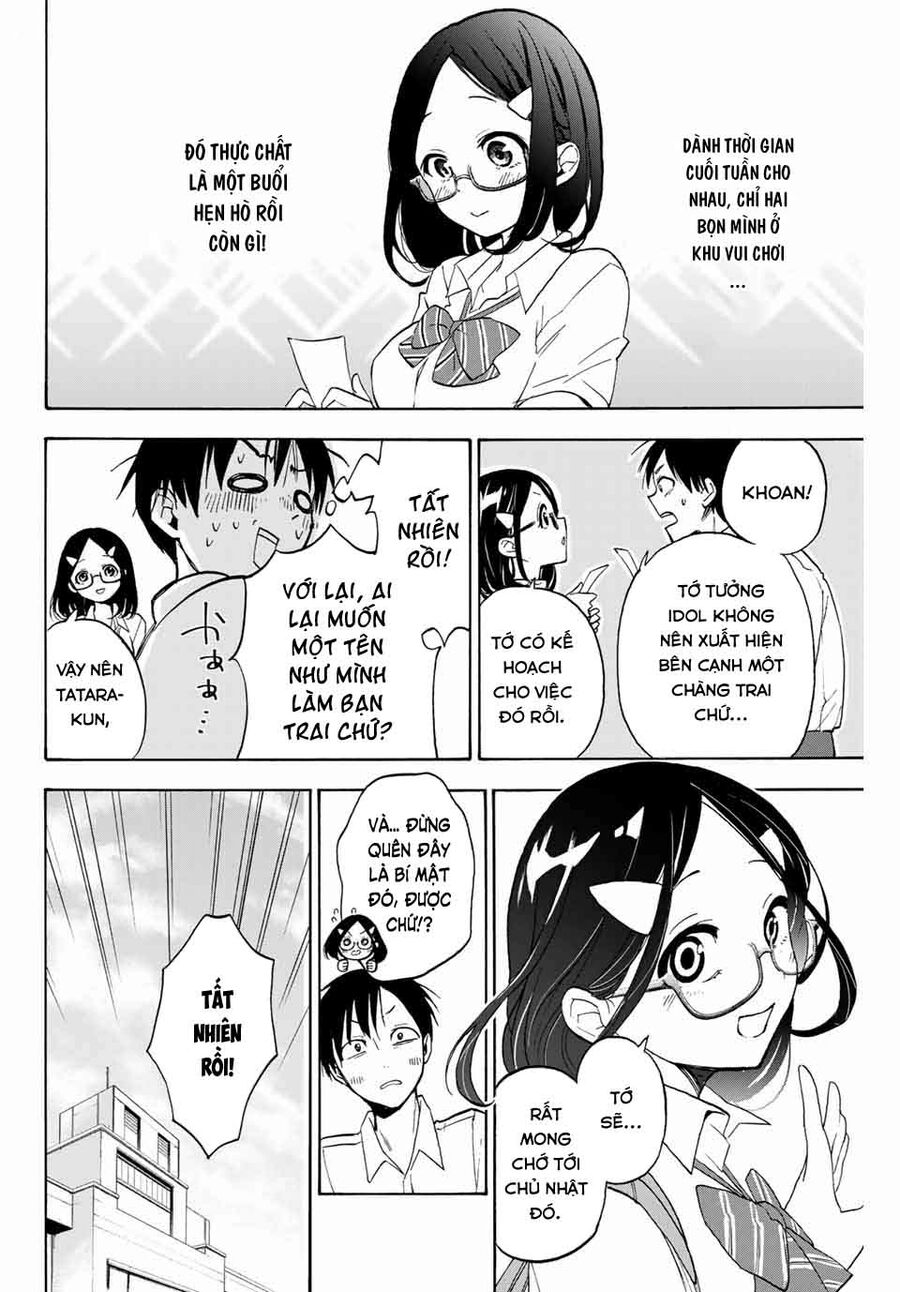 DÀNH THỜI GIAN
CUỐI TUẦN CHO
NHAU, CHỈ HAI
BỌN MÌNH Ở
KHU VUI CHƠI
...
ĐÓ THỰC CHẤT
LÀ MỘT BUỔI
HẸN HÒ RỒI
CÒN GÌ!
KHOAN!
TỚ TƯỞNG
IDOL KHÔNG
NÊN XUẤT HIỆN
BÊN CẠNH MỘT
CHÀNG TRAI
CHỨ...
TỚ CÓ KẾ
HOẠCH
CHO VIỆC
ĐÓ RỒI.
TẤT
NHIÊN
RỒI!
VỚI LẠI, AI
LẠI MUỐN
MỘT TÊN
NHƯ MÌNH
LÀM BẠN
TRAI CHỨ?
かぁぁ...
VẬY NÊN
TATARA-
KUN,
TỚ
SẼ...
RẤT
MONG
CHỚ TỚI
CHỦ NHẬT
ĐÓ.
VÀ... ĐỪNG
QUÊN ĐÂY
LÀ BÍ MẬT
ĐÓ, ĐƯỢC
CHỨ!?
TẤT
NHIÊN
RỒI!